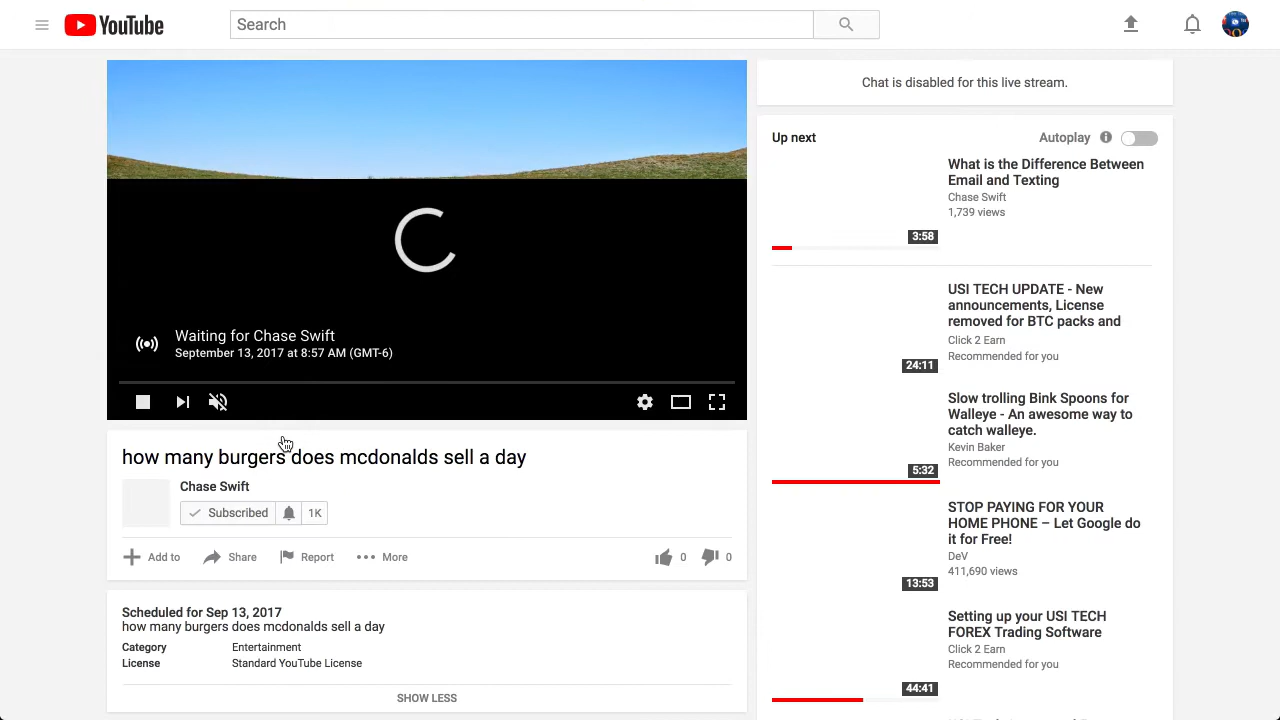 YouTube
Search
Chat is disabled for this live stream.
Waiting for Chase Swift
September 13, 2017 at 8:57 AM (GMT-6)
how many burgers does mcdonalds sell a day
Chase Swift
Subscribed 1K
Add to Share Report More 0 0
Scheduled for Sep 13, 2017
how many burgers does mcdonalds sell a day
Category Entertainment
License Standard YouTube License
SHOW LESS
Up next Autoplay
What is the Difference Between
Email and Texting
Chase Swift
1,739 views
3:58
USI TECH UPDATE - New
announcements, License
removed for BTC packs and
Click 2 Earn
Recommended for you
24:11
Slow trolling Bink Spoons for
Walleye - An awesome way to
catch walleye.
Kevin Baker
Recommended for you
5:32
STOP PAYING FOR YOUR
HOME PHONE – Let Google do
it for Free!
DeV
411,690 views
13:53
Setting up your USI TECH
FOREX Trading Software
Click 2 Earn
Recommended for you
44:41